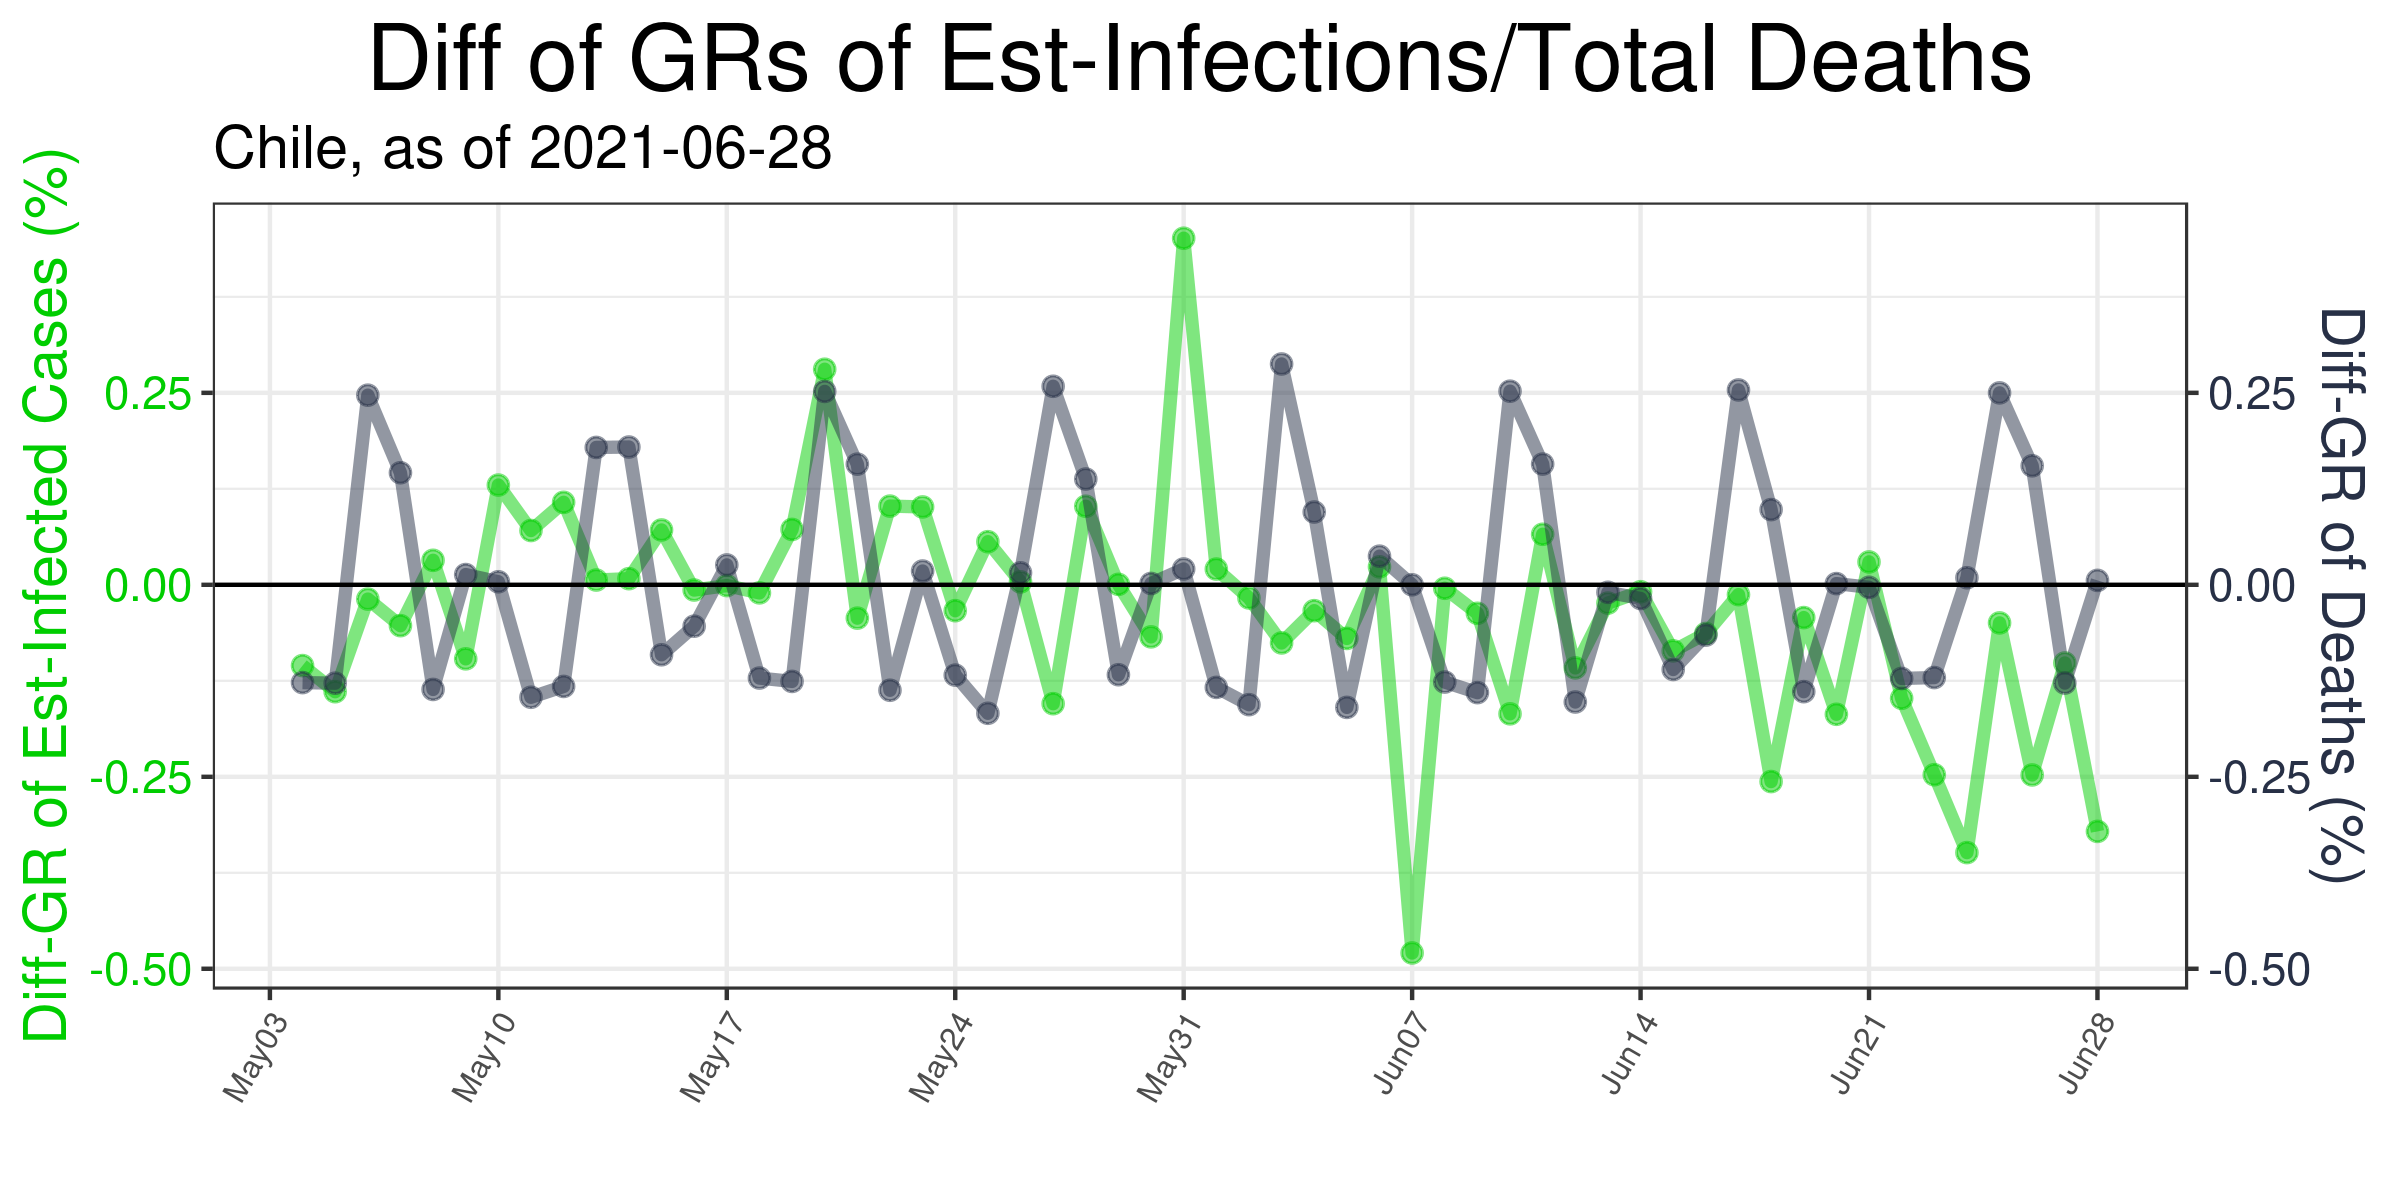 Diff of GRs of Est-Infections/Total Deaths
Chile, as of 2021-06-28
Diff-GR of Est-Infected Cases (%)
0.25
0.00
-0.25
-0.50
0.25
0.00
-0.25
-0.50
Diff-GR of Deaths (%)
May03
May10
May17
May24
May31
Jun07
Jun14
Jun21
Jun28